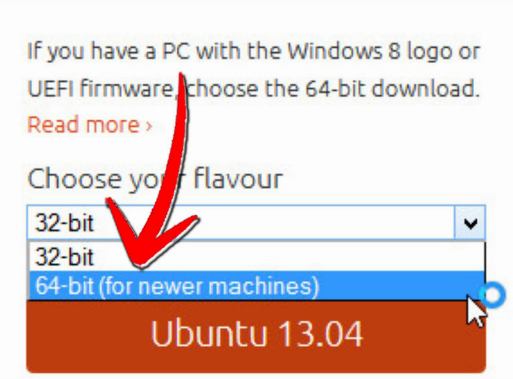 If you have a PC with the Windows 8 logo or
UEFI firmware, choose the 64-bit download.
Read more ›
Choose your flavour
32-bit
32-bit
64-bit (for newer machines)
Ubuntu 13.04